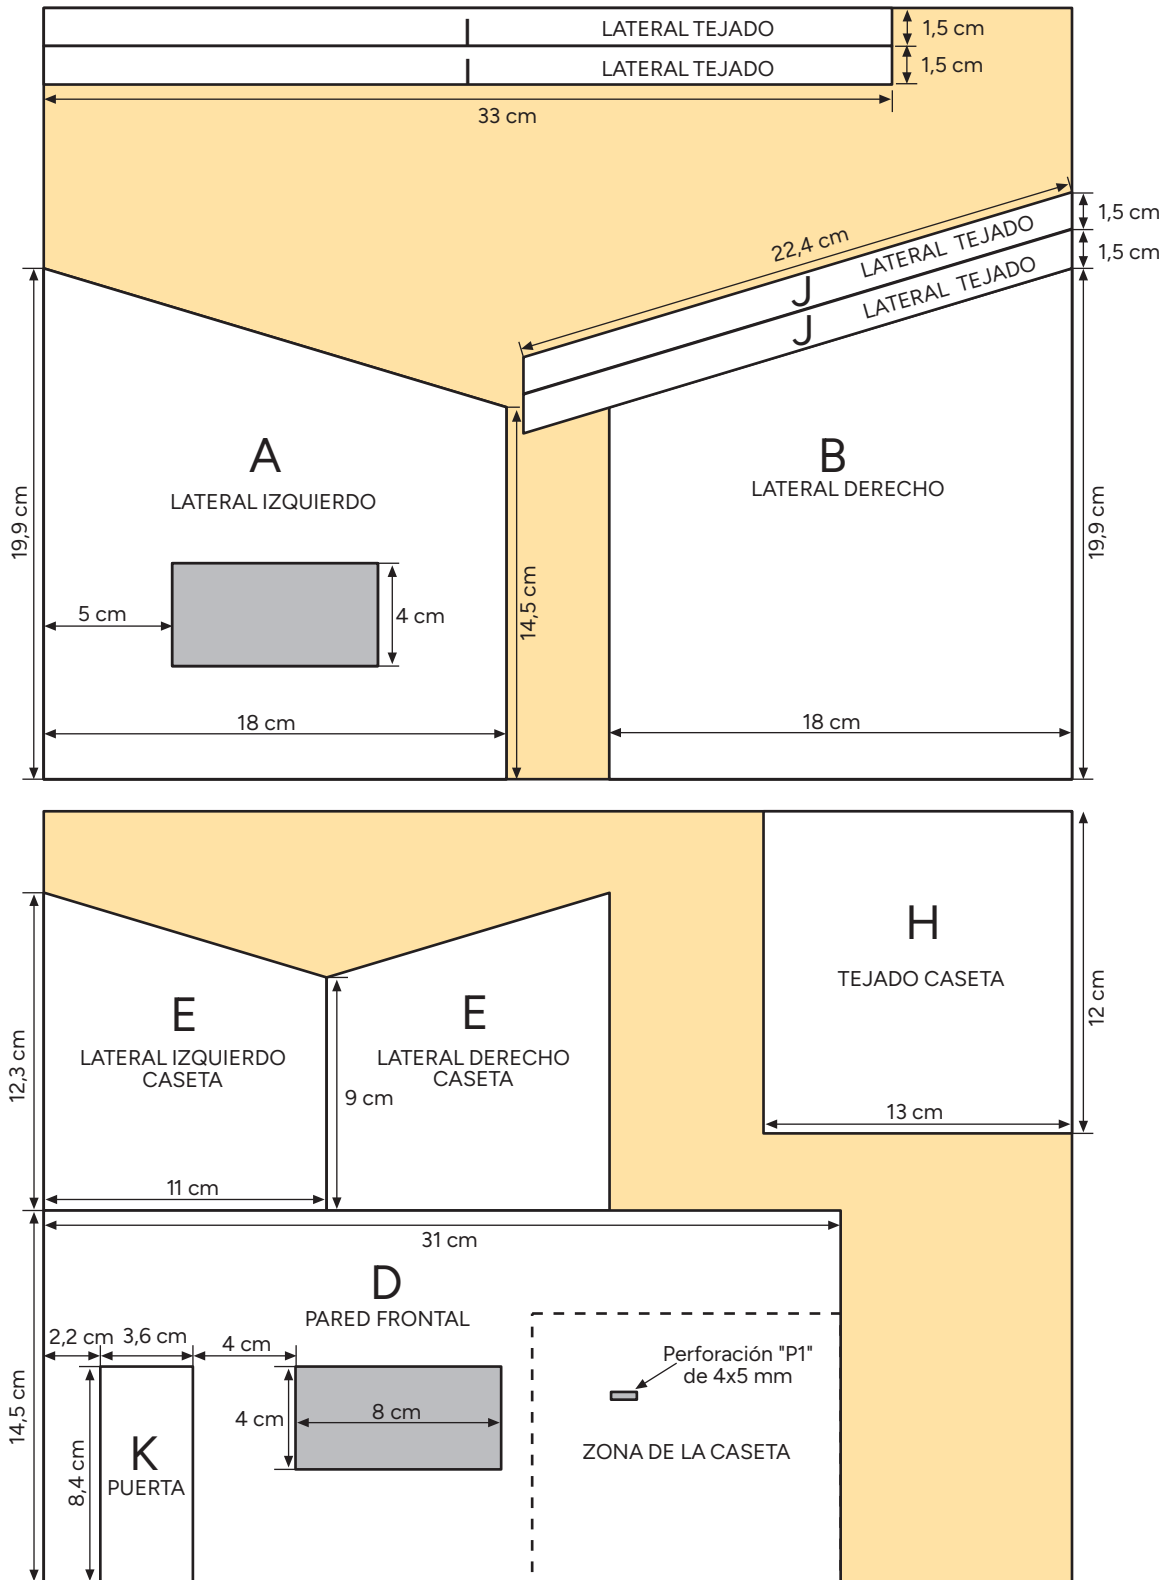 I
LATERAL TEJADO
1,5 cm
I
LATERAL TEJADO
1,5 cm
33 cm
22,4 cm
J
LATERAL TEJADO
1,5 cm
J
LATERAL TEJADO
1,5 cm
A
LATERAL IZQUIERDO
19,9 cm
5 cm
4 cm
18 cm
14,5 cm
B
LATERAL DERECHO
19,9 cm
18 cm
E
LATERAL IZQUIERDO
CASETA
12,3 cm
11 cm
E
LATERAL DERECHO
CASETA
9 cm
H
TEJADO CASETA
12 cm
13 cm
31 cm
D
PARED FRONTAL
14,5 cm
2,2 cm
3,6 cm
4 cm
8,4 cm
K
PUERTA
4 cm
8 cm
Perforación "P1"
de 4x5 mm
ZONA DE LA CASETA